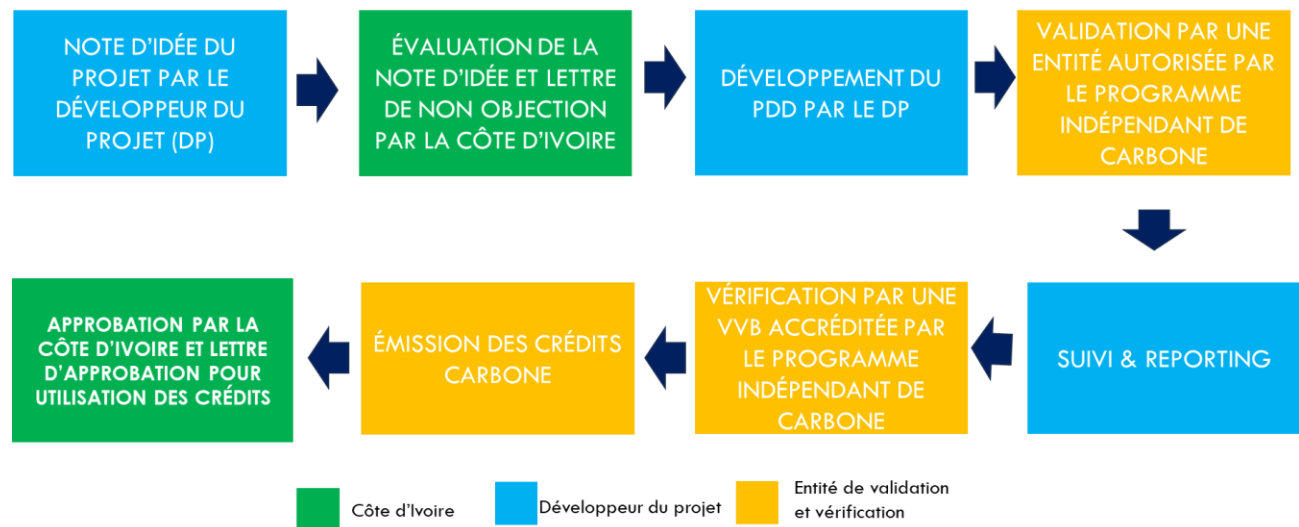 NOTE D'IDÉE DU
PROJET PAR LE
DÉVELOPPEUR DU
PROJET (DP)
ÉVALUATION DE LA
NOTE D'IDÉE ET LETTRE
DE NON OBJECTION
PAR LA CÔTE D'IVOIRE
DÉVELOPPEMENT DU
PDD PAR LE DP
VALIDATION PAR UNE
ENTITÉ AUTORISÉE PAR
LE PROGRAMME
INDÉPENDANT DE
CARBONE
APPROBATION PAR LA
CÔTE D'IVOIRE ET LETTRE
D'APPROBATION POUR
UTILISATION DES CRÉDITS
ÉMISSION DES CRÉDITS
CARBONE
VÉRIFICATION PAR UNE
VVB ACCRÉDITÉE PAR
LE PROGRAMME
INDÉPENDANT DE
CARBONE
SUIVI & REPORTING
Côte d'Ivoire
Développeur du projet
Entité de validation
et vérification